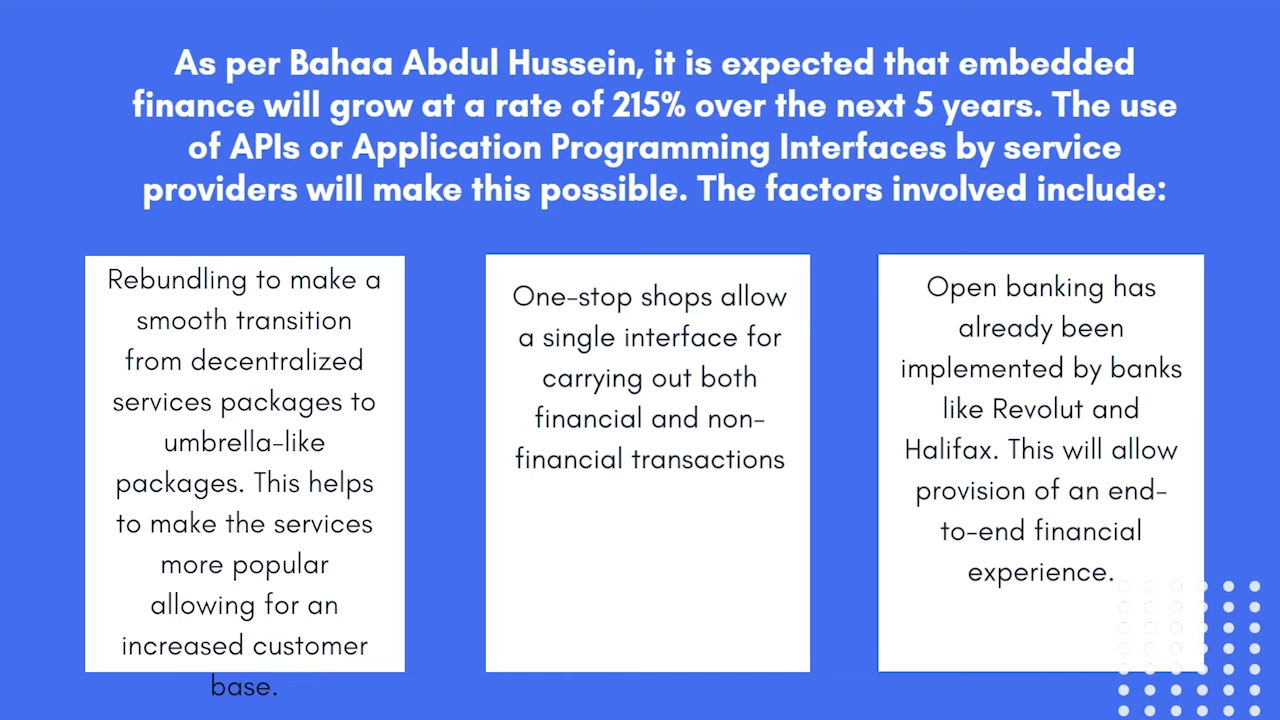 As per Bahaa Abdul Hussein, it is expected that embedded
finance will grow at a rate of 215% over the next 5 years. The use
of APIs or Application Programming Interfaces by service
providers will make this possible. The factors involved include:
Rebundling to make a
smooth transition
from decentralized
services packages to
umbrella-like
packages. This helps
to make the services
more popular
allowing for an
increased customer
base.
One-stop shops allow
a single interface for
carrying out both
financial and non-
financial transactions
Open banking has
already been
implemented by banks
like Revolut and
Halifax. This will allow
provision of an end-
to-end financial
experience.